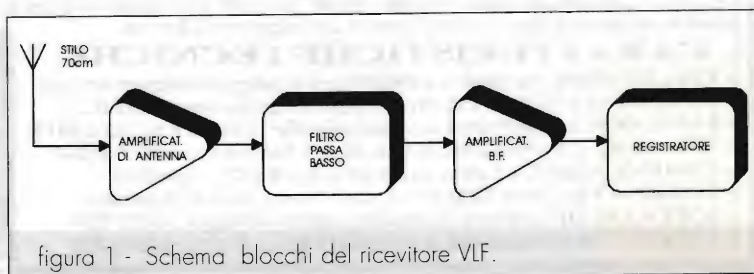 STILO
70cm
AMPLIFICAT.
DI ANTENNA
FILTRO
PASSA
BASSO
AMPLIFICAT.
B.F.
REGISTRATORE
figura 1 - Schema blocchi del ricevitore VLF.